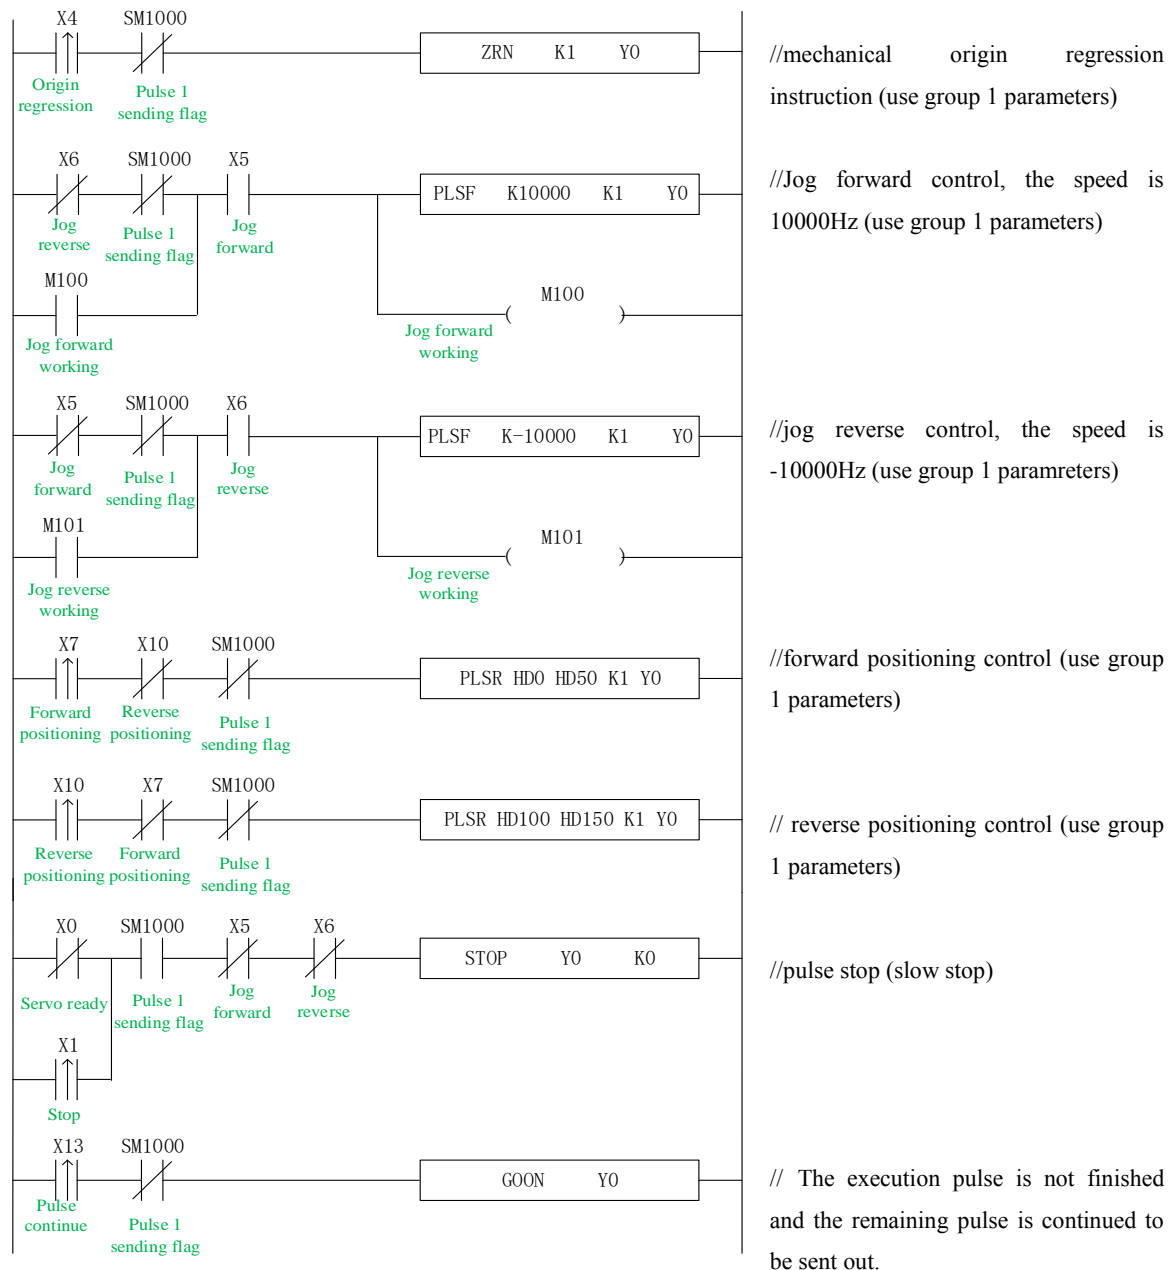 X4 SM1000
ZRN K1 Y0
Origin
regression
Pulse 1
sending flag
//mechanical origin regression
instruction (use group 1 parameters)
X6 SM1000 X5
PLSF K10000 K1 Y0
Jog
reverse
Pulse 1
sending flag
Jog
forward
//Jog forward control, the speed is
10000Hz (use group 1 parameters)
M100
M100
( )
Jog forward
working
Jog forward
working
X5 SM1000 X6
PLSF K-10000 K1 Y0
Jog
forward
Pulse 1
sending flag
Jog
reverse
//jog reverse control, the speed is
-10000Hz (use group 1 paramreters)
M101
M101
( )
Jog reverse
working
Jog reverse
working
X7 X10 SM1000
PLSR HD0 HD50 K1 Y0
Forward
positioning
Reverse
positioning
Pulse 1
sending flag
//forward positioning control (use group
1 parameters)
X10 X7 SM1000
PLSR HD100 HD150 K1 Y0
Reverse
positioning
Forward
positioning
Pulse 1
sending flag
// reverse positioning control (use group
1 parameters)
X0 SM1000 X5 X6
STOP Y0 K0
Servo ready
Pulse 1
sending flag
Jog
forward
Jog
reverse
//pulse stop (slow stop)
X1
Stop
X13 SM1000
GOON Y0
Pulse
continue
Pulse 1
sending flag
// The execution pulse is not finished
and the remaining pulse is continued to
be sent out.